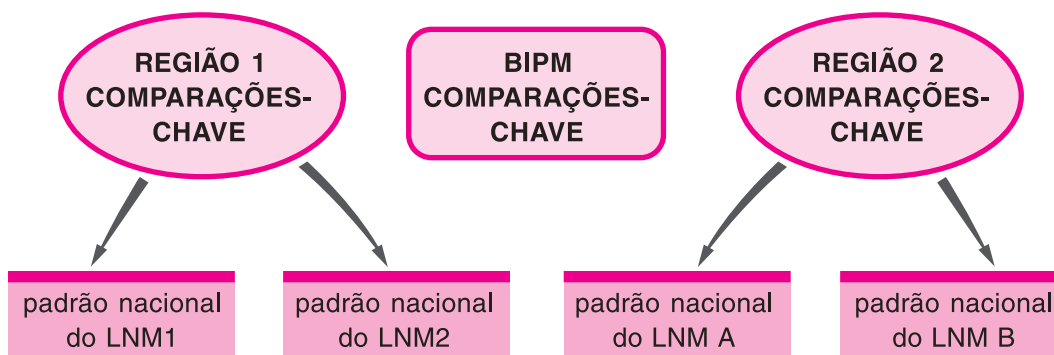 REGIÃO 1
COMPARAÇÕES-
CHAVE
BIPM
COMPARAÇÕES-
CHAVE
REGIÃO 2
COMPARAÇÕES-
CHAVE
padrão nacional
do LNM1
padrão nacional
do LNM2
padrão nacional
do LNM A
padrão nacional
do LNM B